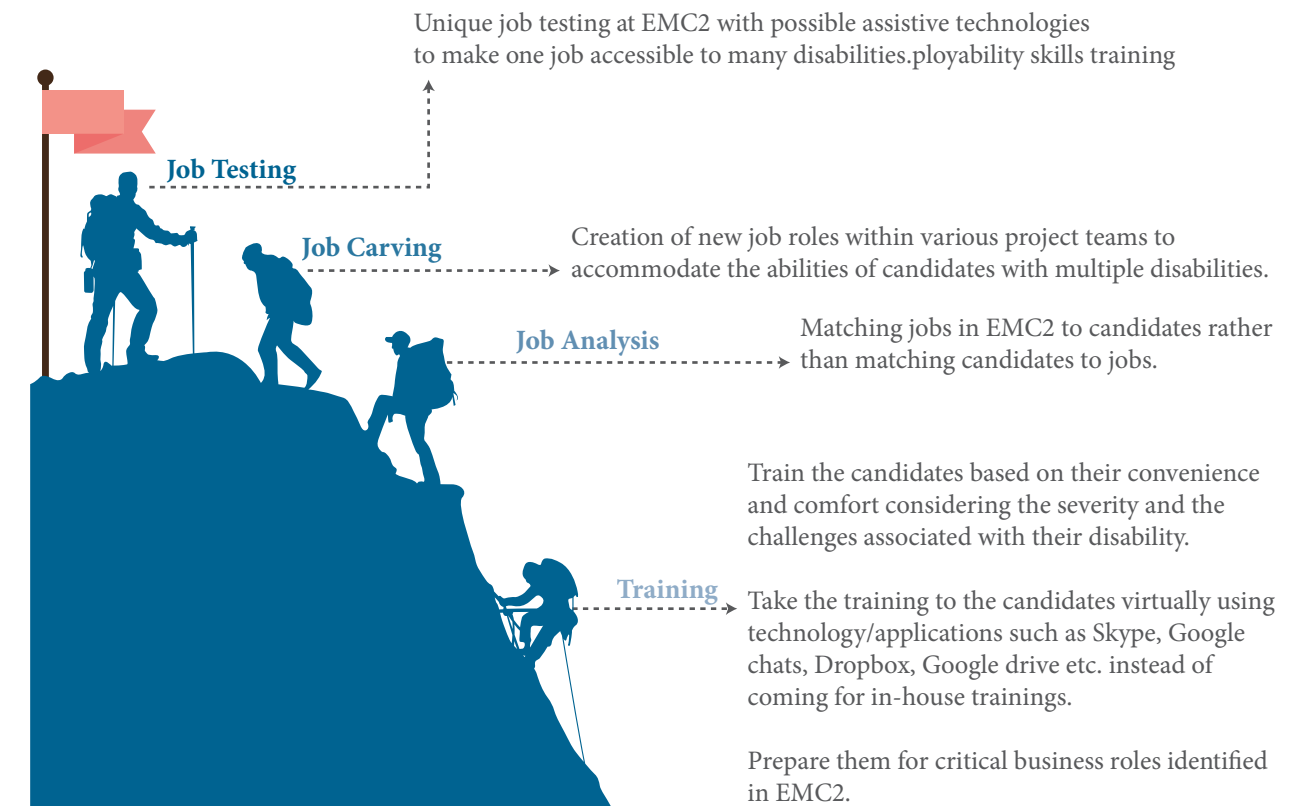 Unique job testing at EMC2 with possible assistive technologies
to make one job accessible to many disabilities.ployability skills training
Job Testing
Job Carving
Creation of new job roles within various project teams to
accommodate the abilities of candidates with multiple disabilities.
Job Analysis
Matching jobs in EMC2 to candidates rather
than matching candidates to jobs.
Training
Train the candidates based on their convenience
and comfort considering the severity and the
challenges associated with their disability.
Take the training to the candidates virtually using
technology/applications such as Skype, Google
chats, Dropbox, Google drive etc. instead of
coming for in-house trainings.
Prepare them for critical business roles identified
in EMC2.